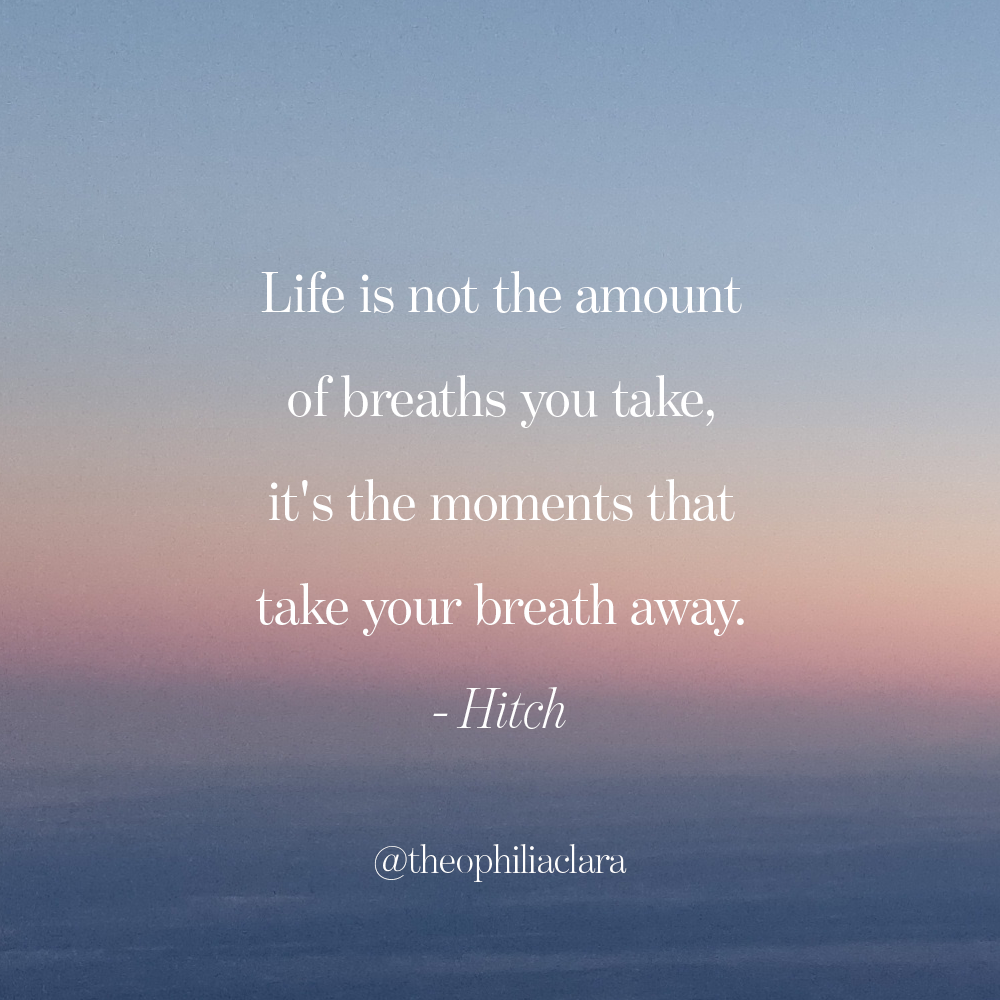 Life is not the amount
of breaths you take,
it's the moments that
take your breath away.
- Hitch
@theophiliaclara